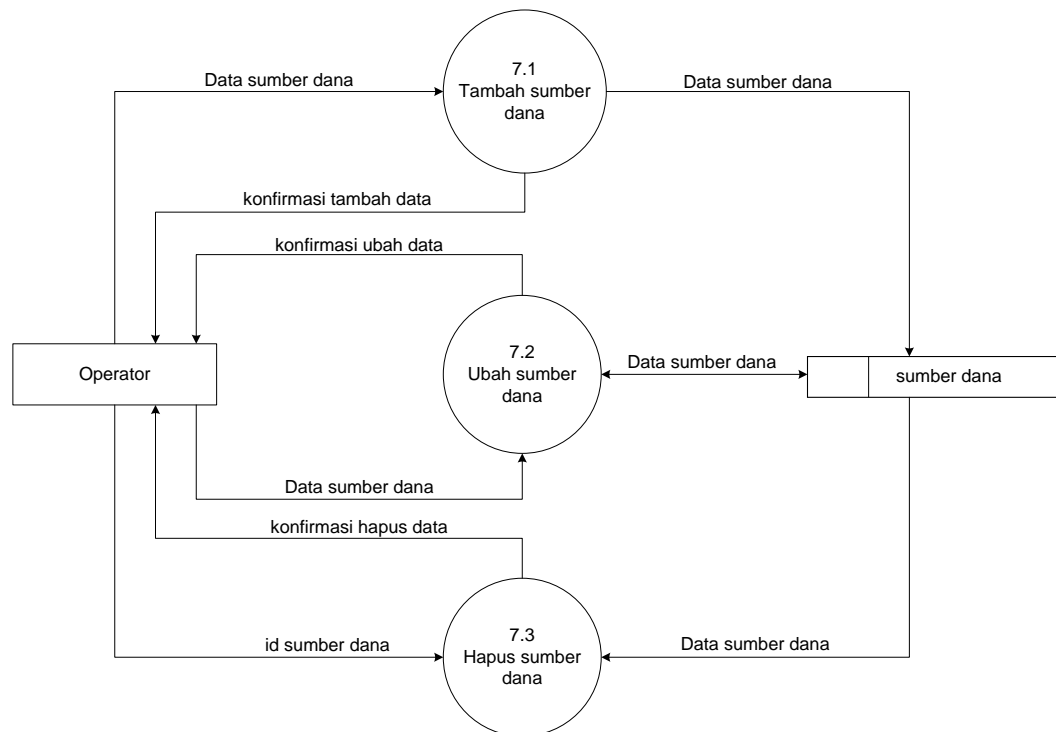 7.1
Tambah sumber
dana
Data sumber dana
Data sumber dana
konfirmasi tambah data
konfirmasi ubah data
7.2
Ubah sumber
dana
Data sumber dana
Operator
sumber dana
Data sumber dana
konfirmasi hapus data
7.3
Hapus sumber
dana
id sumber dana
Data sumber dana